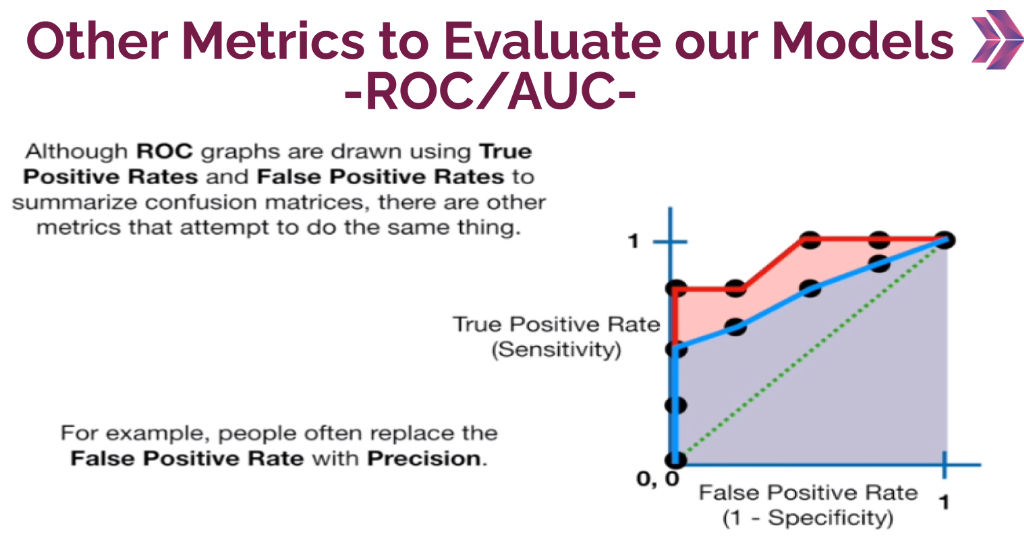 Other Metrics to Evaluate our Models
-ROC/AUC-
Although ROC graphs are drawn using True
Positive Rates and False Positive Rates to
summarize confusion matrices, there are other
metrics that attempt to do the same thing.
1
True Positive Rate
(Sensitivity)
For example, people often replace the
False Positive Rate with Precision.
0, 0
False Positive Rate
(1 - Specificity)
1